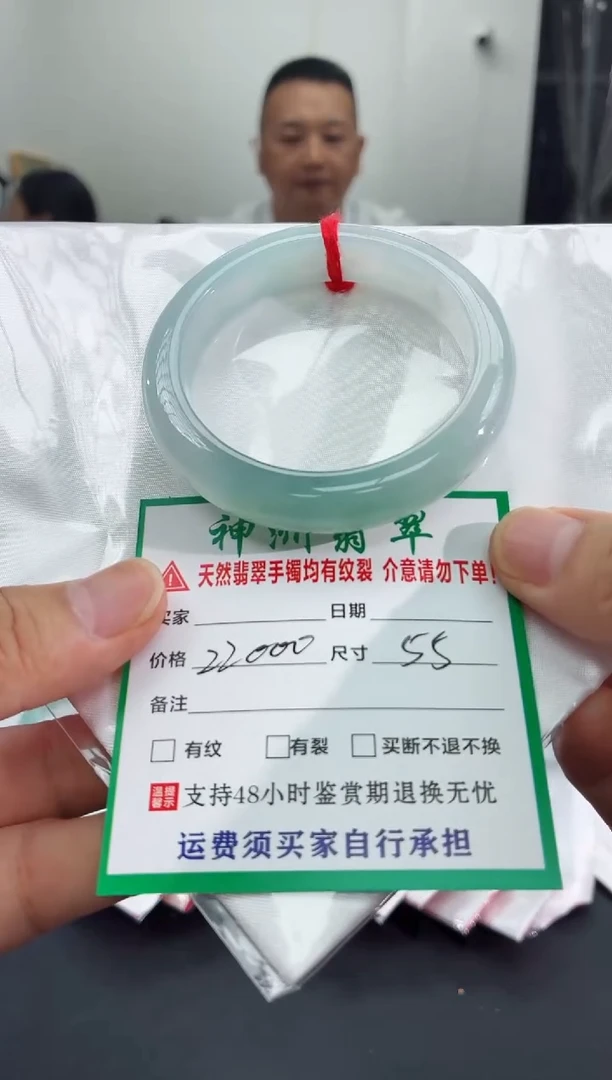 神州翡翠
天然翡翠手镯均有纹裂 介意请勿下单!
买家 日期
价格 22000 尺寸 55
备注
有纹 有裂 买断不退不换
温馨提示 支持48小时鉴赏期退换无忧
运费须买家自行承担